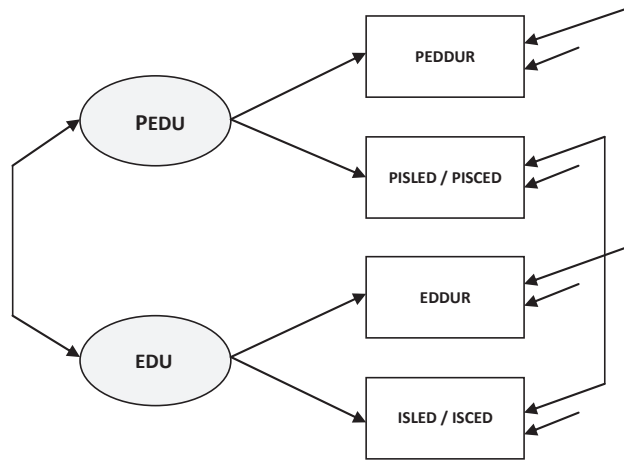 PEDDUR
PEDU
PISLED / PISCED
EDDUR
EDU
ISLED / ISCED